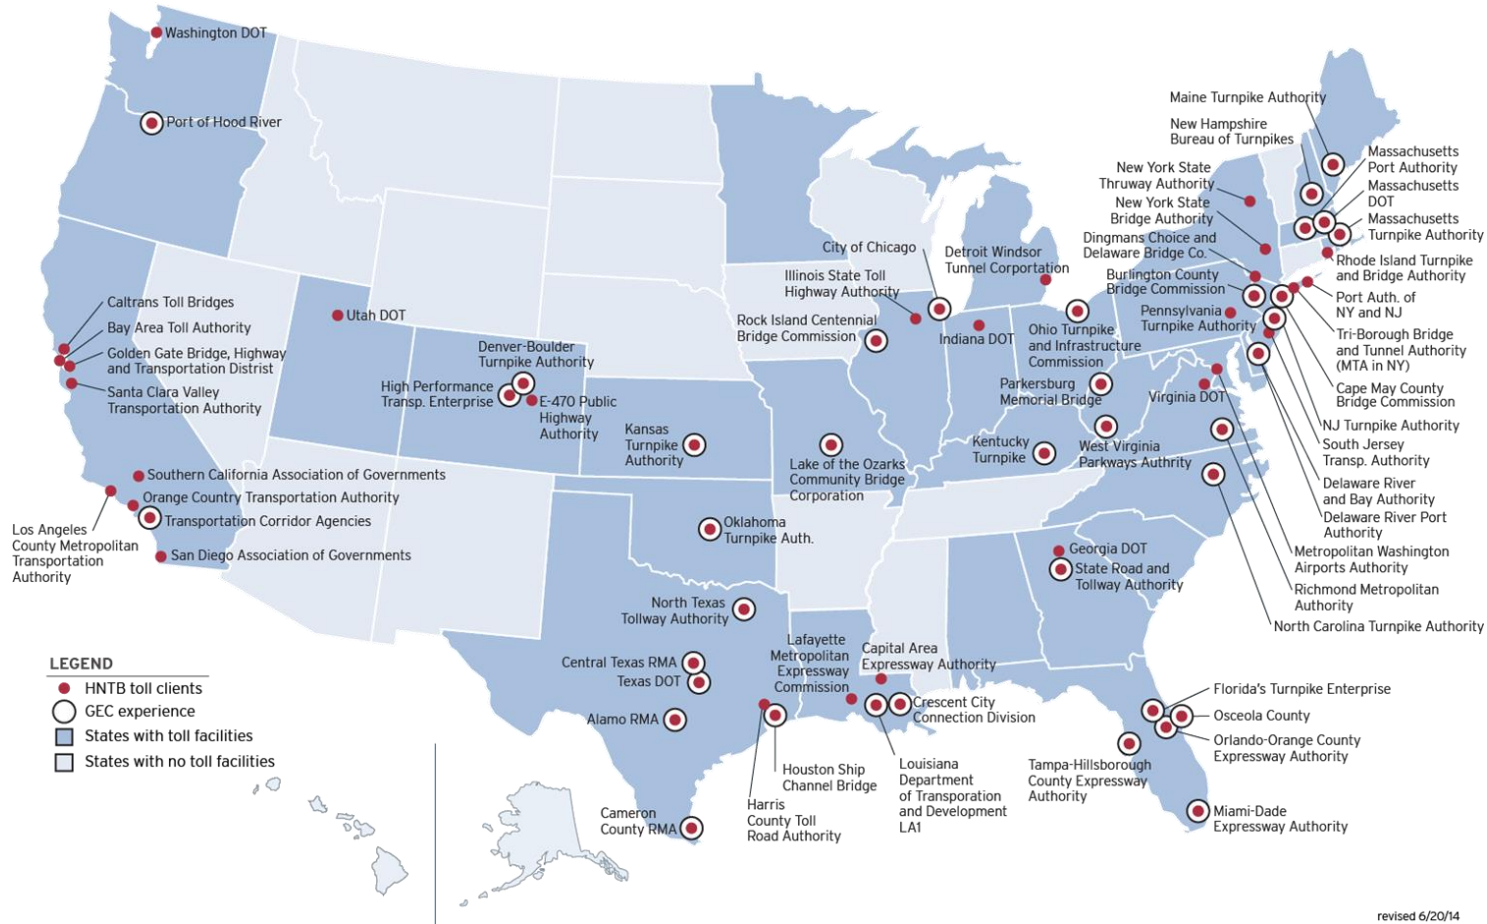 Washington DOT
Port of Hood River
Caltrans Toll Bridges
Bay Area Toll Authority
Golden Gate Bridge, Highway
and Transportation District
Santa Clara Valley
Transportation Authority
Utah DOT
Denver-Boulder
Turnpike Authority
High Performance
Transp. Enterprise
E-470 Public
Highway
Authority
Kansas
Turnpike
Authority
Southern California Association of Governments
Orange Country Transportation Authority
Transportation Corridor Agencies
Los Angeles
County Metropolitan
Transportation
Authority
San Diego Association of Governments
City of Chicago
Illinois State Toll
Highway Authority
Rock Island Centennial
Bridge Commission
Detroit Windsor
Tunnel Corportation
Indiana DOT
Ohio Turnpike
and Infrastructure
Commission
Parkersburg
Memorial Bridge
Kentucky
Turnpike
West Virginia
Parkways Authrity
Lake of the Ozarks
Community Bridge
Corporation
Oklahoma
Turnpike Auth.
North Texas
Tollway Authority
Central Texas RMA
Texas DOT
Alamo RMA
Cameron
County RMA
Houston Ship
Channel Bridge
Harris
County Toll
Road Authority
Lafayette
Metropolitan
Expressway
Commission
Capital Area
Expressway Authority
Crescent City
Connection Division
Louisiana
Department
of Transporation
and Development
LA1
Georgia DOT
State Road and
Tollway Authority
Florida's Turnpike Enterprise
Osceola County
Orlando-Orange County
Expressway Authority
Tampa-Hillsborough
County Expressway
Authority
Miami-Dade
Expressway Authority
Maine Turnpike Authority
New Hampshire
Bureau of Turnpikes
New York State
Thruway Authority
New York State
Bridge Authority
Dingmans Choice and
Delaware Bridge Co.
Burlington County
Bridge Commission
Pennsylvania
Turnpike Authority
Virginia DOT
Massachusetts
Port Authority
Massachusetts
DOT
Massachusetts
Turnpike Authority
Rhode Island Turnpike
and Bridge Authority
Port Auth. of
NY and NJ
Tri-Borough Bridge
and Tunnel Authority
(MTA in NY)
Cape May County
Bridge Commission
NJ Turnpike Authority
South Jersey
Transp. Authority
Delaware River
and Bay Authority
Delaware River Port
Authority
Metropolitan Washington
Airports Authority
Richmond Metropolitan
Authority
North Carolina Turnpike Authority
LEGEND
HNTB toll clients
GEC experience
States with toll facilities
States with no toll facilities
revised 6/20/14